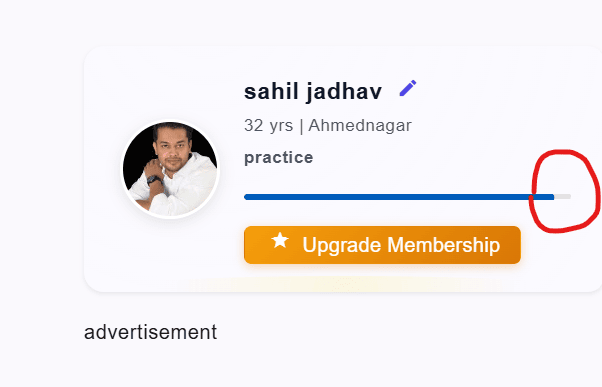 sahil jadhav
32 yrs | Ahmednagar
practice
Upgrade Membership
advertisement